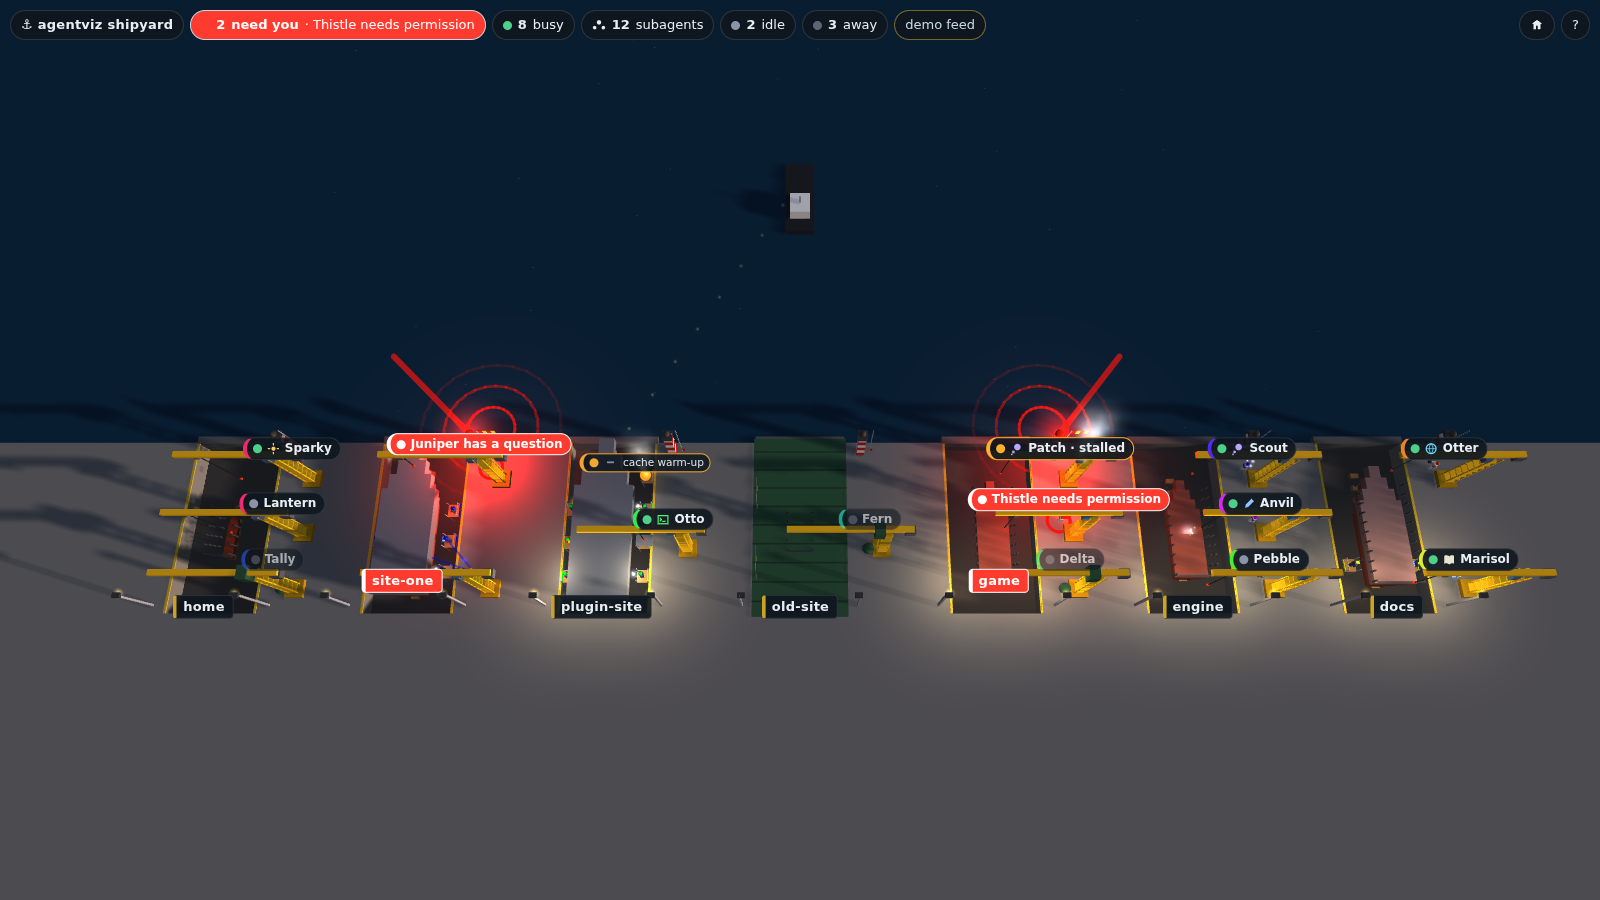 agentviz shipyard
2 need you · Thistle needs permission
8 busy
12 subagents
2 idle
3 away
demo feed
?
Sparky
Juniper has a question
cache warm-up
Patch · stalled
Scout
Otter
Lantern
Otto
Fern
Thistle needs permission
Anvil
Tally
Delta
Pebble
Marisol
site-one
game
home
plugin-site
old-site
engine
docs